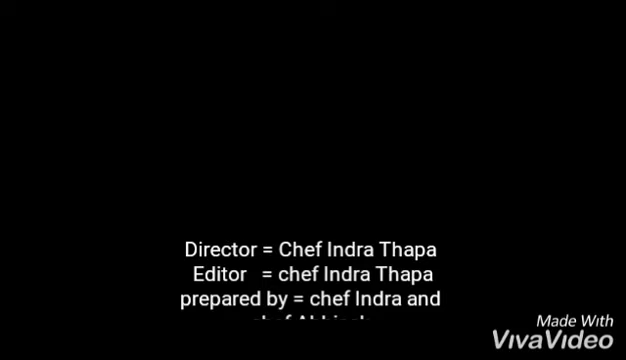 Director = Chef Indra Thapa
Editor   = chef Indra Thapa
prepared by = chef Indra and
Made With
VivaVideo